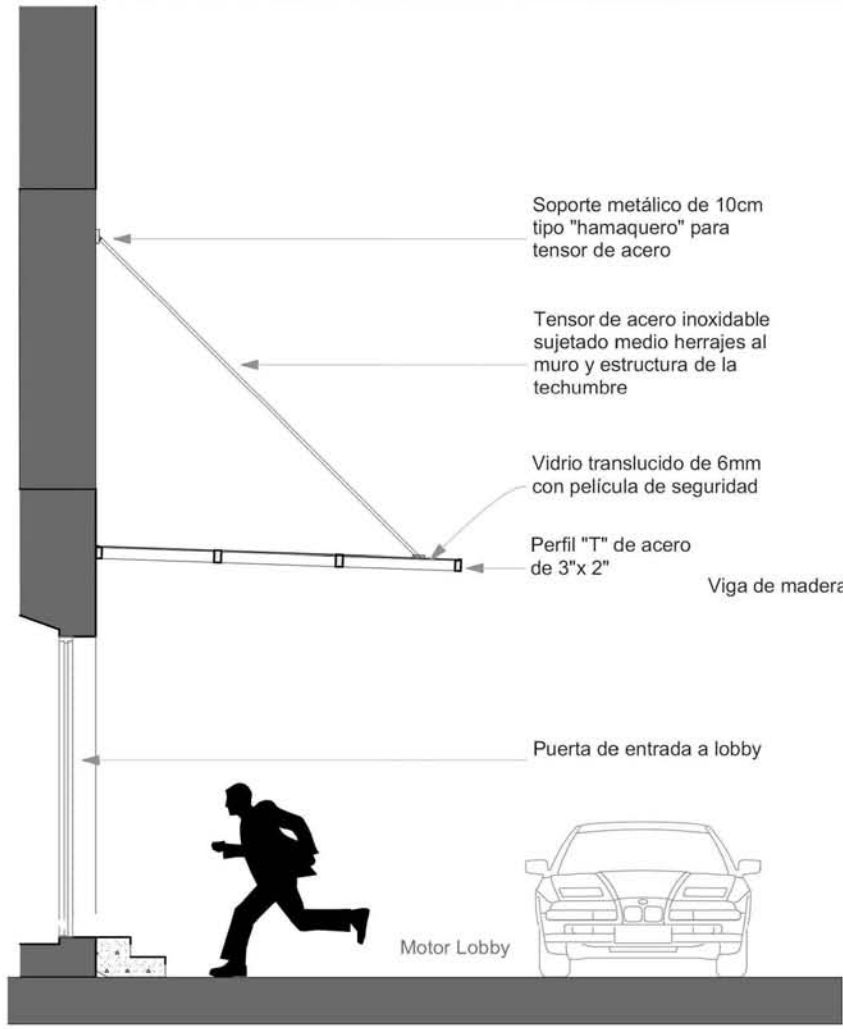 Soporte metálico de 10cm
tipo "hamaquero" para
tensor de acero
Tensor de acero inoxidable
sujetado medio herrajes al
muro y estructura de la
techumbre
Vidrio translucido de 6mm
con película de seguridad
Perfil "T" de acero
de 3"x 2"
Viga de madera
Puerta de entrada a lobby
Motor Lobby